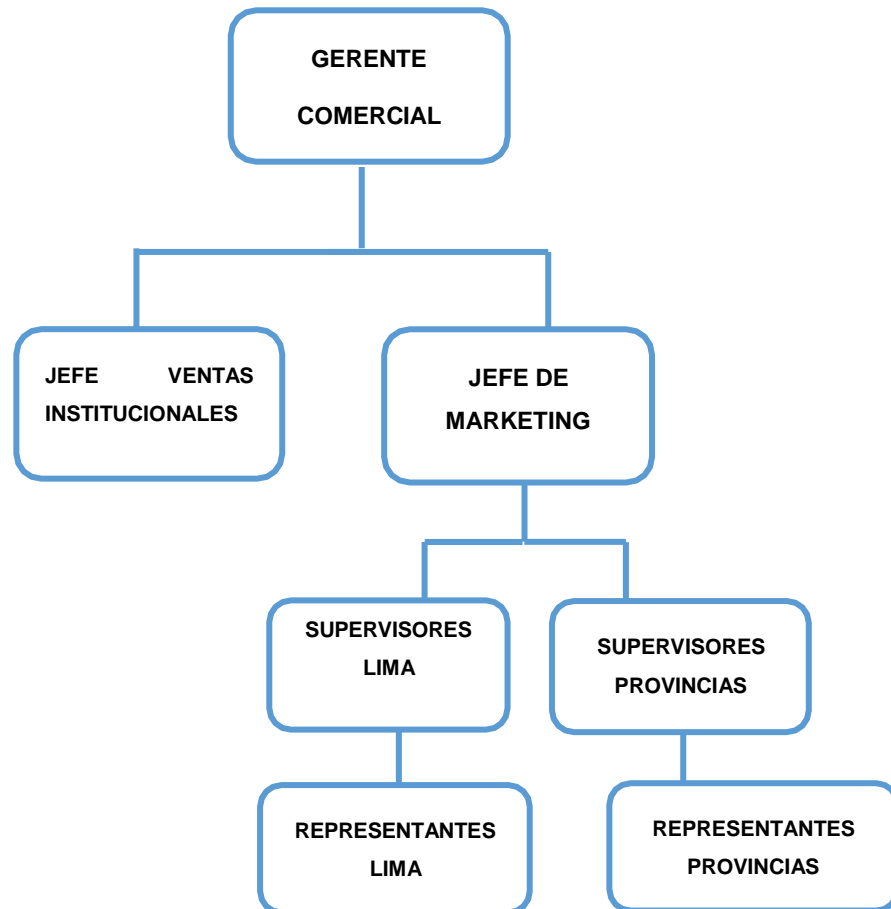 GERENTE
COMERCIAL
JEFE VENTAS
INSTITUCIONALES
JEFE DE
MARKETING
SUPERVISORES
LIMA
SUPERVISORES
PROVINCIAS
REPRESENTANTES
LIMA
REPRESENTANTES
PROVINCIAS